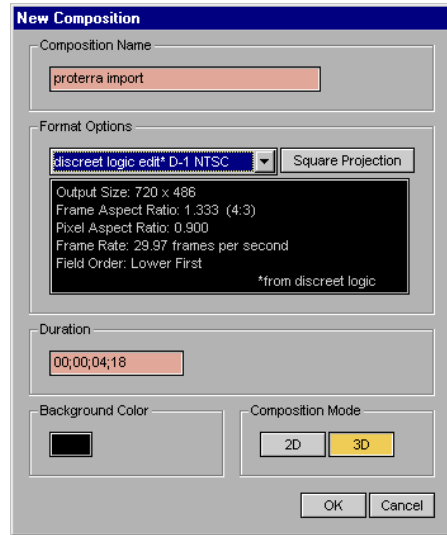 New Composition
Composition Name
proterra import
Format Options
discreet logic edit* D-1 NTSC
Square Projection
Output Size: 720 x 486
Frame Aspect Ratio: 1.333 (4:3)
Pixel Aspect Ratio: 0.900
Frame Rate: 29.97 frames per second
Field Order: Lower First
*from discreet logic
Duration
00;00;04;18
Background Color
Composition Mode
2D 3D
OK Cancel